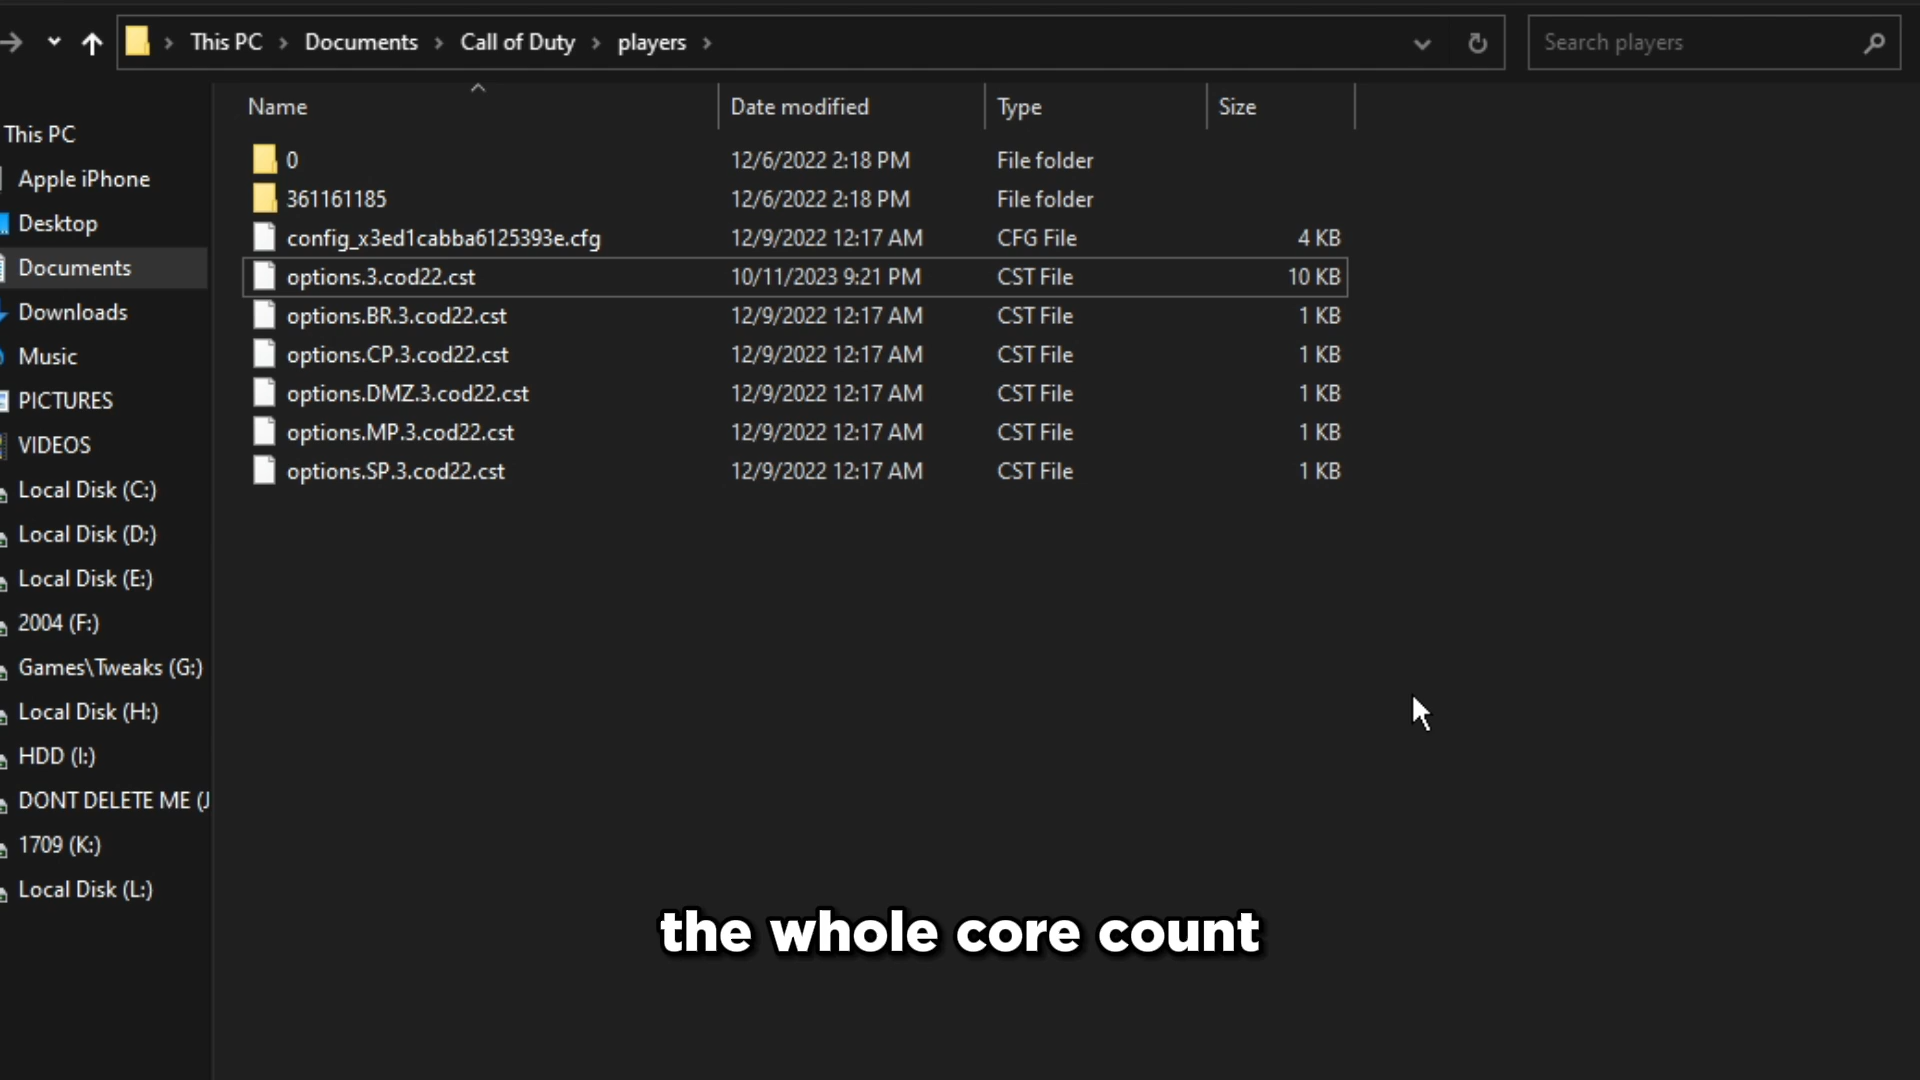 This PC > Documents > Call of Duty > players >
Search players
Name Date modified Type Size
0 12/6/2022 2:18 PM File folder
361161185 12/6/2022 2:18 PM File folder
config_x3ed1cabba6125393e.cfg 12/9/2022 12:17 AM CFG File 4 KB
options.3.cod22.cst 10/11/2023 9:21 PM CST File 10 KB
options.BR.3.cod22.cst 12/9/2022 12:17 AM CST File 1 KB
options.CP.3.cod22.cst 12/9/2022 12:17 AM CST File 1 KB
options.DMZ.3.cod22.cst 12/9/2022 12:17 AM CST File 1 KB
options.MP.3.cod22.cst 12/9/2022 12:17 AM CST File 1 KB
options.SP.3.cod22.cst 12/9/2022 12:17 AM CST File 1 KB
This PC
Apple iPhone
Desktop
Documents
Downloads
Music
PICTURES
VIDEOS
Local Disk (C:)
Local Disk (D:)
Local Disk (E:)
2004 (F:)
Games\Tweaks (G:)
Local Disk (H:)
HDD (I:)
DONT DELETE ME (J
1709 (K:)
Local Disk (L:)
the whole core count